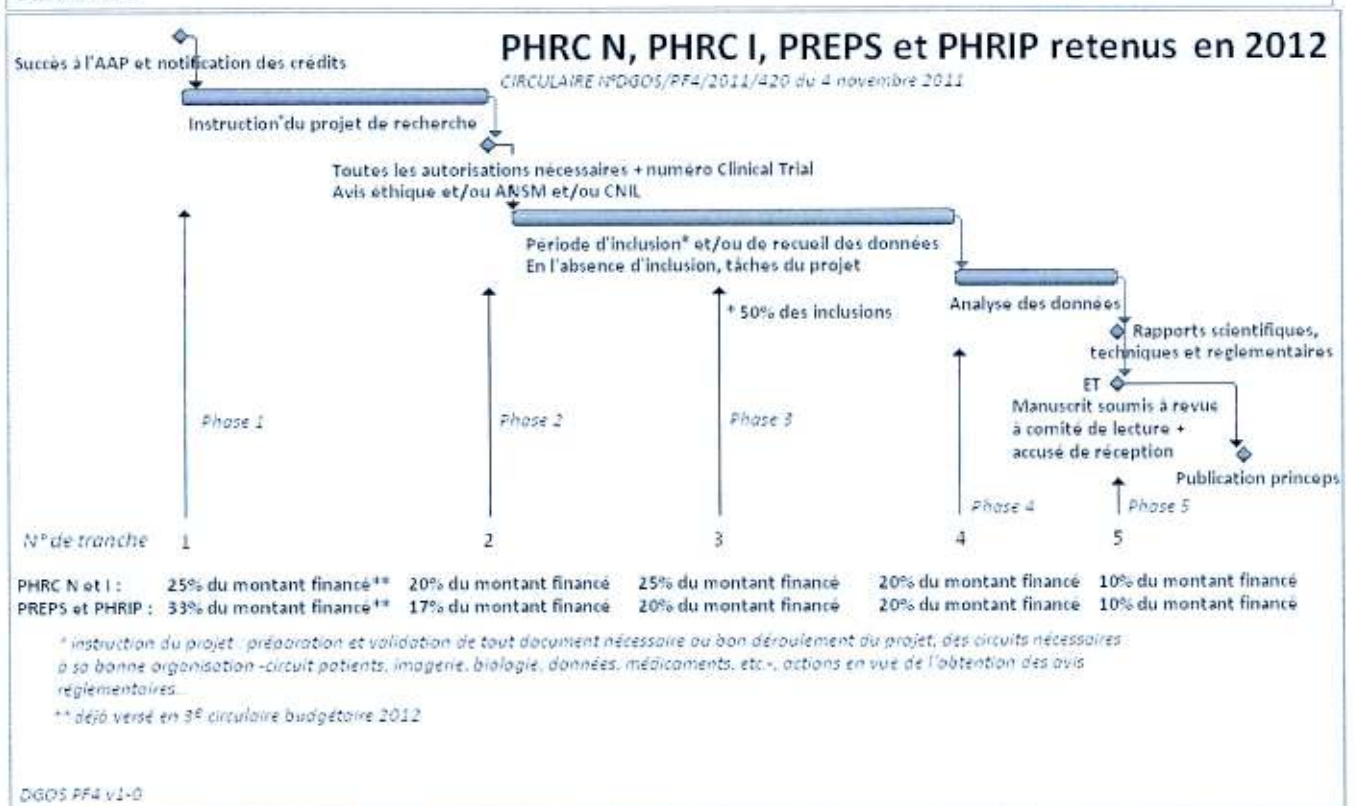 PHRC N, PHRC I, PREPS et PHRIP retenus en 2012
CIRCULAIRE N°DGOS/PF4/2011/420 du 4 novembre 2011
Succès à l'AAP et notification des crédits
Instruction*du projet de recherche
Toutes les autorisations nécessaires + numéro Clinical Trial
Avis éthique et/ou ANSM et/ou CNIL
Période d'inclusion* et/ou de recueil des données
En l'absence d'inclusion, tâches du projet
* 50% des inclusions
Analyse des données
Rapports scientifiques,
techniques et reglementaires
ET
Manuscrit soumis à revue
à comité de lecture +
accusé de réception
Publication princeps
Phase 1
Phase 2
Phase 3
Phase 4
Phase 5
N° de tranche 1 2 3 4 5
PHRC N et I : 25% du montant financé** 20% du montant financé 25% du montant financé 20% du montant financé 10% du montant financé
PREPS et PHRIP : 33% du montant financé** 17% du montant financé 20% du montant financé 20% du montant financé 10% du montant financé
* instruction du projet : préparation et validation de tout document nécessaire au bon déroulement du projet, des circuits nécessaires
à sa bonne organisation -circuit patients, imagerie, biologie, données, médicaments, etc.-, actions en vue de l'obtention des avis
réglementaires...
** déjà versé en 3e circulaire budgétaire 2012
DGOS PF4 v1-0